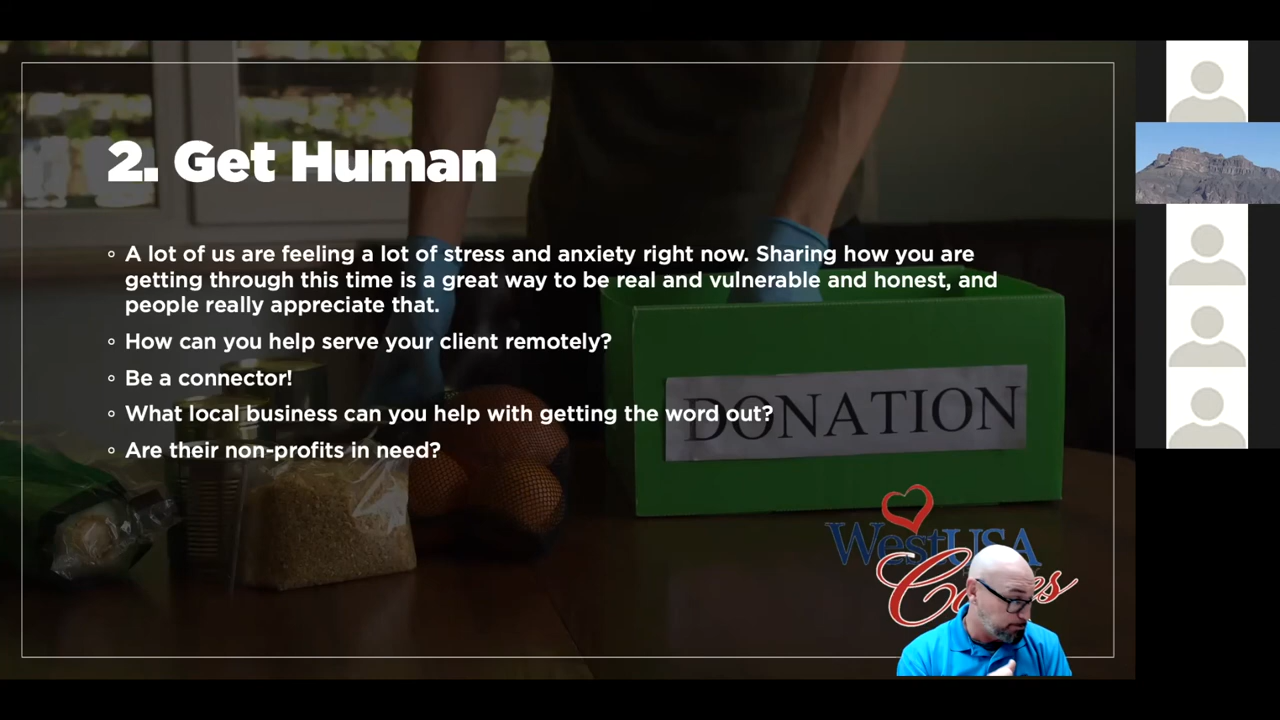 2. Get Human
◦ A lot of us are feeling a lot of stress and anxiety right now. Sharing how you are
getting through this time is a great way to be real and vulnerable and honest, and
people really appreciate that.
◦ How can you help serve your client remotely?
◦ Be a connector!
◦ What local business can you help with getting the word out?
◦ Are their non-profits in need?
DONATION
WestUSA